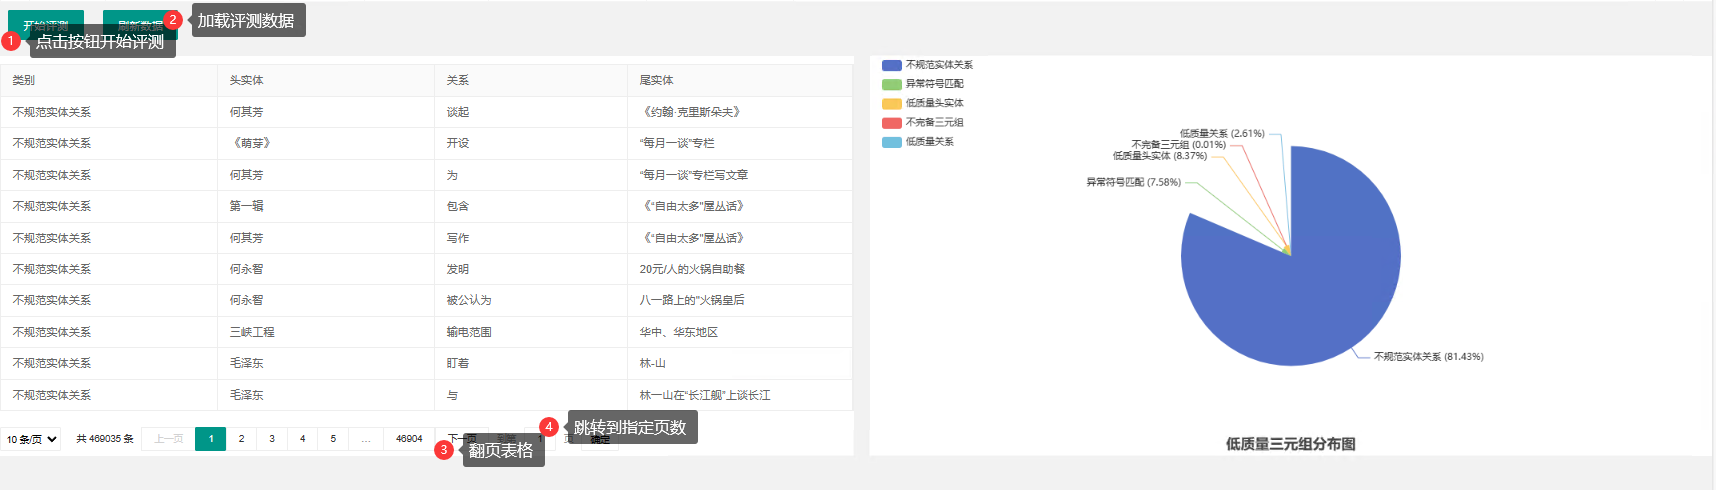 开始评测
刷新数据
2 加载评测数据
1 点击按钮开始评测
类别 头实体 关系 尾实体
不规范实体关系 何其芳 谈起 《约翰·克里斯朵夫》
不规范实体关系 《萌芽》 开设 “每月一谈”专栏
不规范实体关系 何其芳 为 “每月一谈”专栏写文章
不规范实体关系 第一辑 包含 《“自由太多”屋丛话》
不规范实体关系 何其芳 写作 《“自由太多”屋丛话》
不规范实体关系 何永智 发明 20元/人的火锅自助餐
不规范实体关系 何永智 被公认为 八一路上的“火锅皇后
不规范实体关系 三峡工程 输电范围 华中、华东地区
不规范实体关系 毛泽东 盯着 林-山
不规范实体关系 毛泽东 与 林一山在“长江舰”上谈长江
10 条/页 共 469035 条 上一页 1 2 3 4 5 … 46904 下一页 1 页 确定
4 跳转到指定页数
3 翻页表格
不规范实体关系
异常符号匹配
低质量头实体
不完备三元组
低质量关系
低质量关系 (2.61%)
不完备三元组 (0.01%)
低质量头实体 (8.37%)
异常符号匹配 (7.58%)
不规范实体关系 (81.43%)
低质量三元组分布图